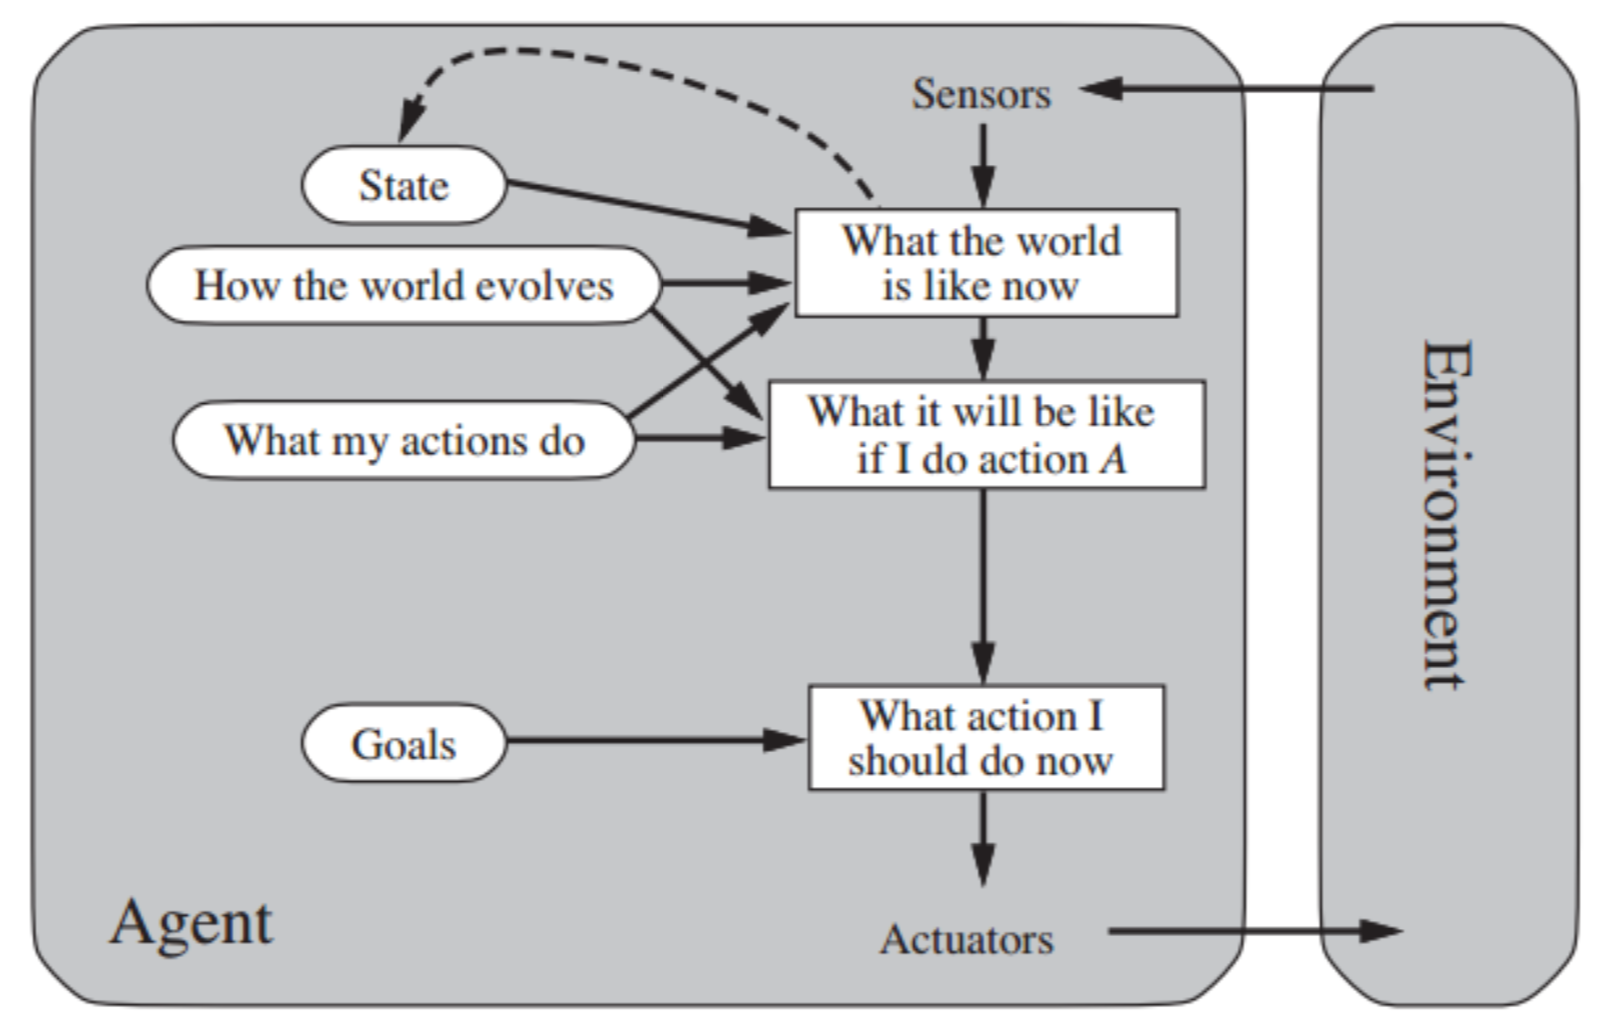 Sensors
State
What the world
is like now
How the world evolves
What my actions do
What it will be like
if I do action A
Goals
What action I
should do now
Agent
Actuators
Environment